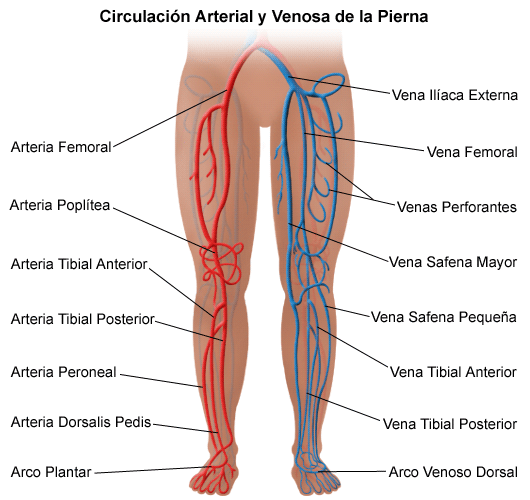 Circulación Arterial y Venosa de la Pierna
Arteria Femoral
Arteria Poplítea
Arteria Tibial Anterior
Arteria Tibial Posterior
Arteria Peroneal
Arteria Dorsalis Pedis
Arco Plantar
Vena Ilíaca Externa
Vena Femoral
Venas Perforantes
Vena Safena Mayor
Vena Safena Pequeña
Vena Tibial Anterior
Vena Tibial Posterior
Arco Venoso Dorsal